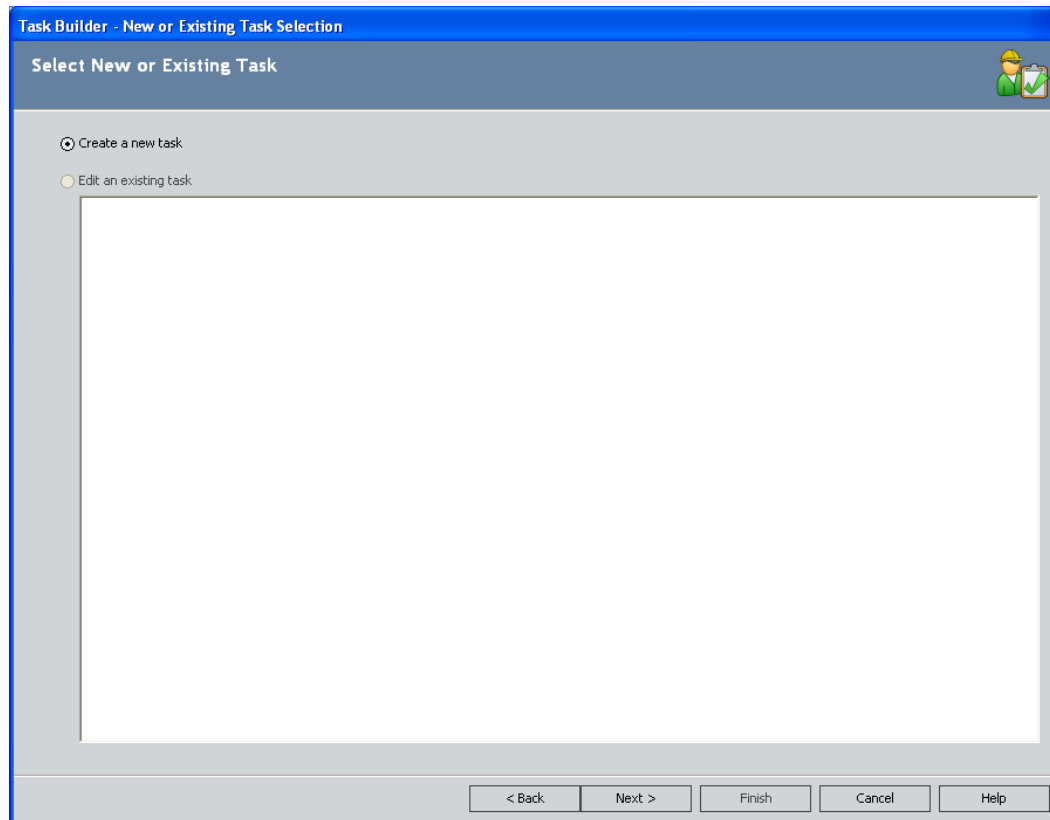 Task Builder - New or Existing Task Selection
Select New or Existing Task
Create a new task
Edit an existing task
< Back Next > Finish Cancel Help